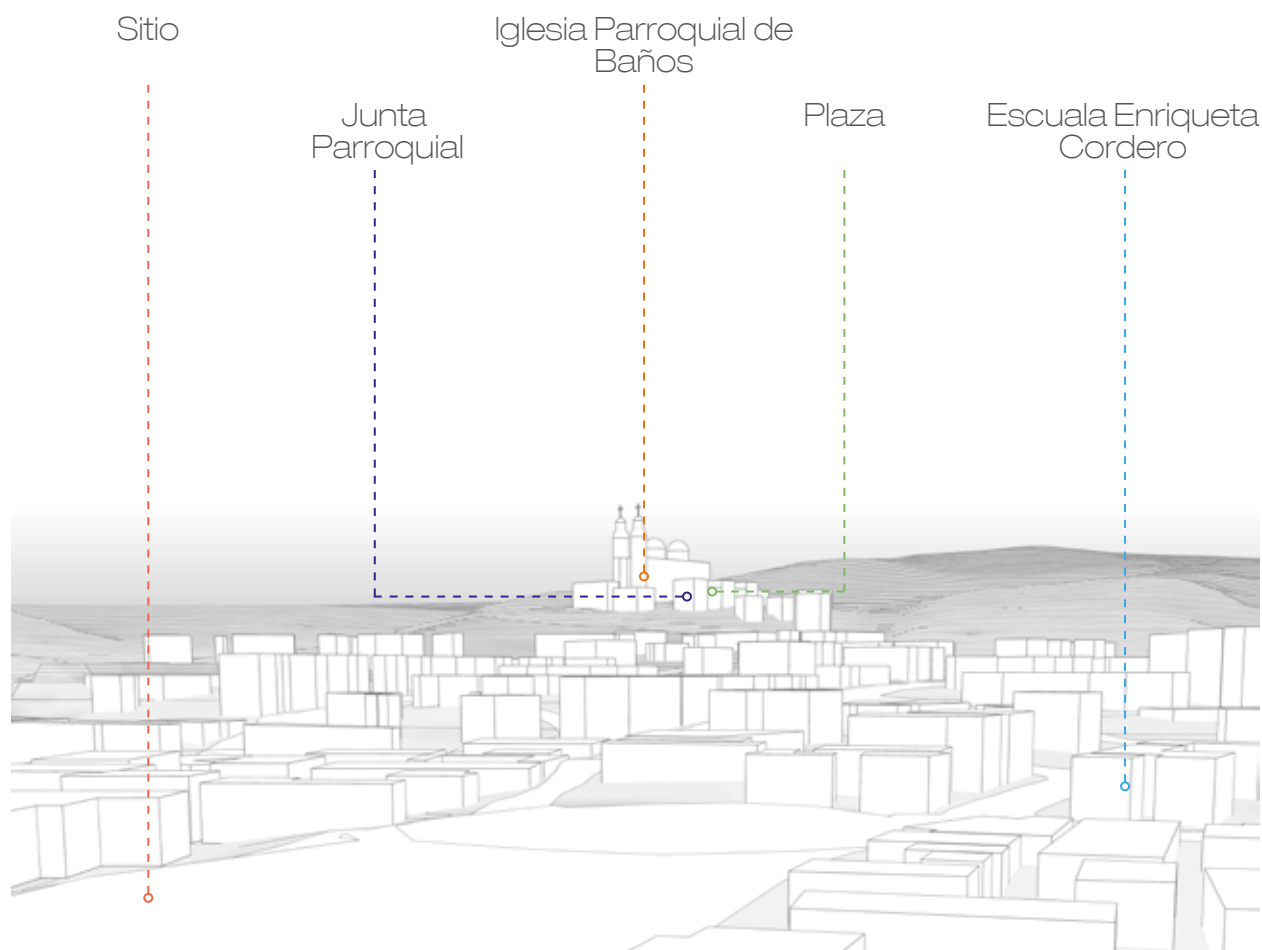 Sitio
Iglesia Parroquial de
Baños
Junta
Parroquial
Plaza
Escuala Enriqueta
Cordero